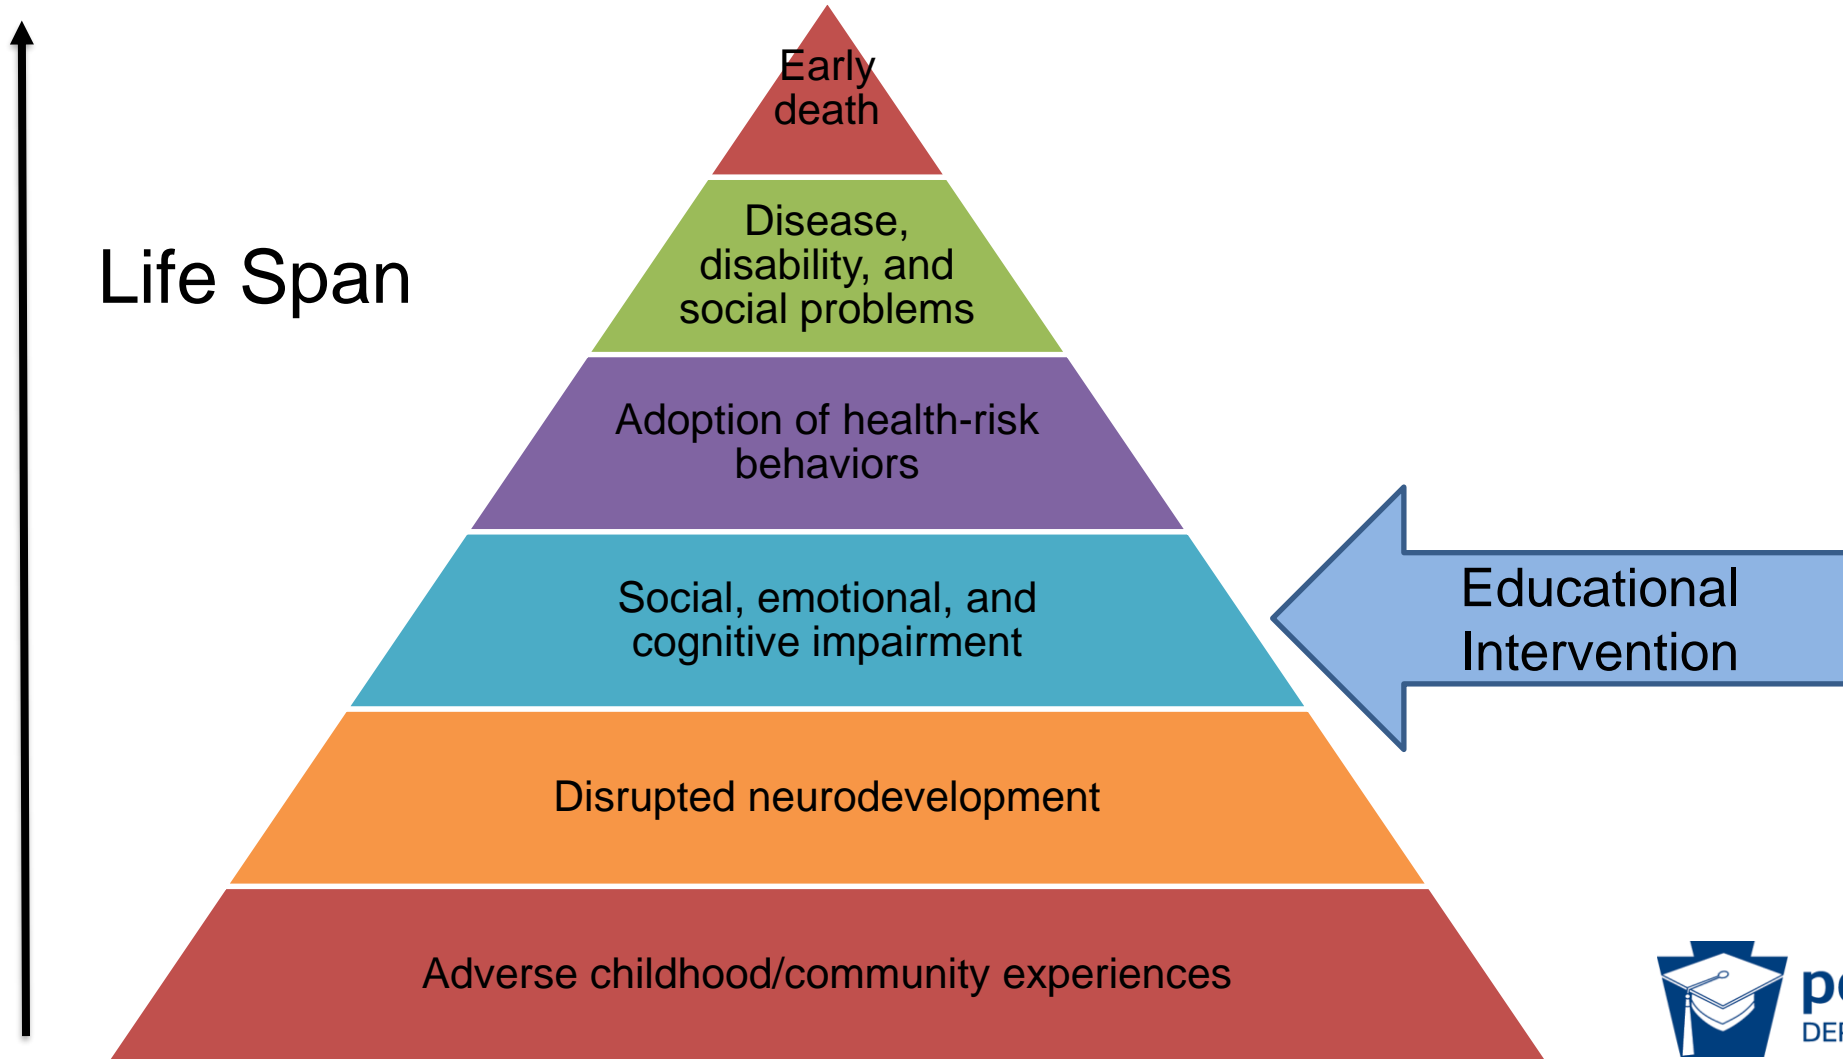 Early
death
Life Span
Disease,
disability, and
social problems
Adoption of health-risk
behaviors
Educational
Intervention
Social, emotional, and
cognitive impairment
Disrupted neurodevelopment
Adverse childhood/community experiences